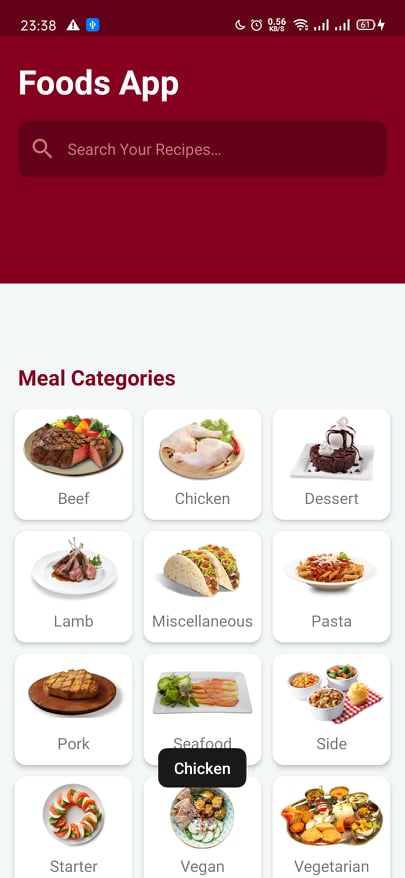 23:38 0.56 KB/S 61
Foods App
Search Your Recipes...
Meal Categories
Beef Chicken Dessert
Lamb Miscellaneous Pasta
Pork Seafood Side
Chicken
Starter Vegan Vegetarian